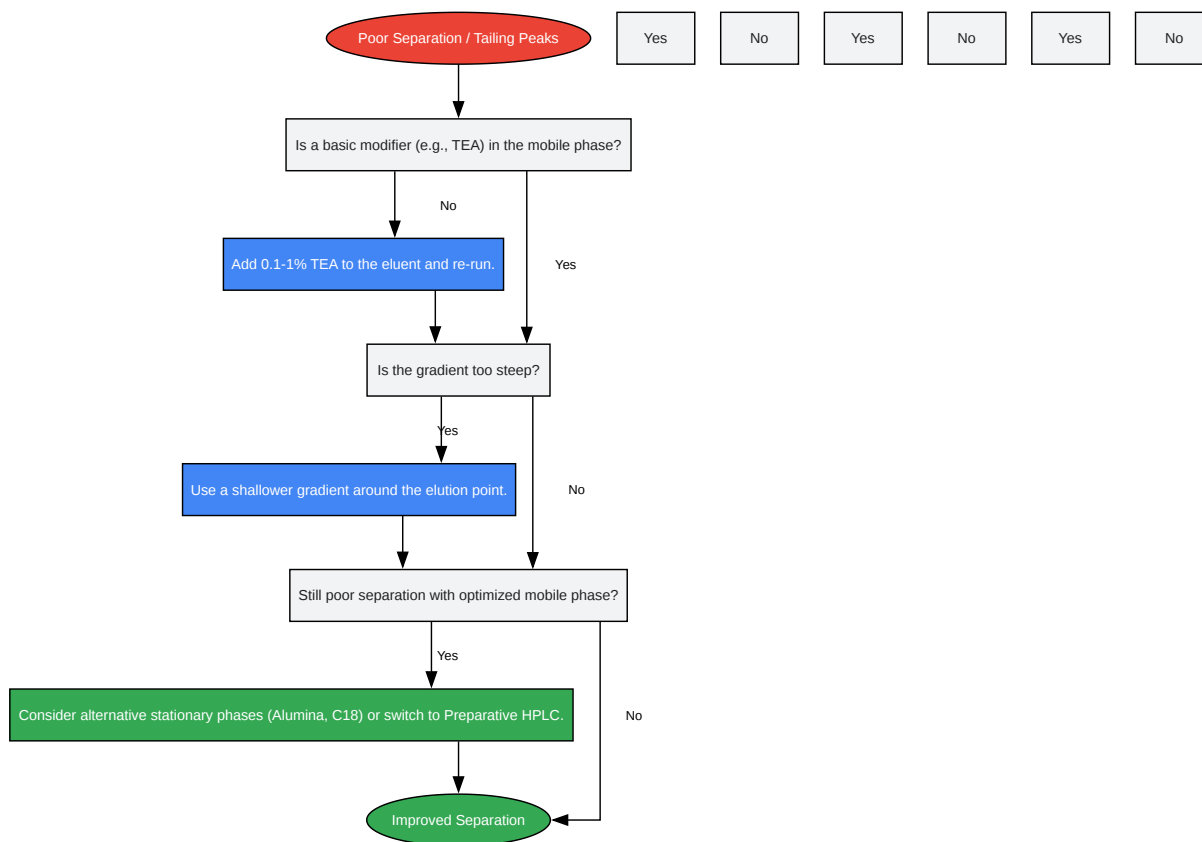 Poor Separation / Tailing Peaks
Yes
No
Yes
No
Yes
No
Is a basic modifier (e.g., TEA) in the mobile phase?
No
Add 0.1-1% TEA to the eluent and re-run.
Yes
Is the gradient too steep?
Yes
Use a shallower gradient around the elution point.
No
Still poor separation with optimized mobile phase?
Yes
Consider alternative stationary phases (Alumina, C18) or switch to Preparative HPLC.
No
Improved Separation